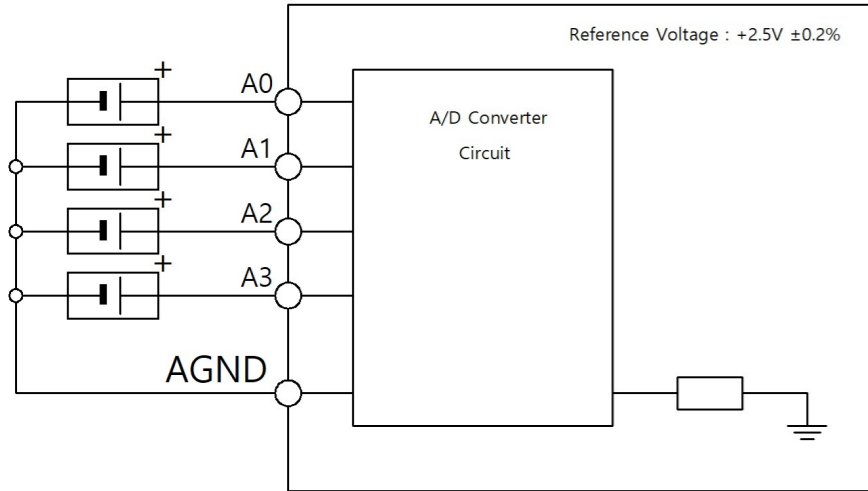 Reference Voltage : +2.5V ±0.2%
+
A0
A/D Converter
Circuit
+
A1
+
A2
+
A3
AGND